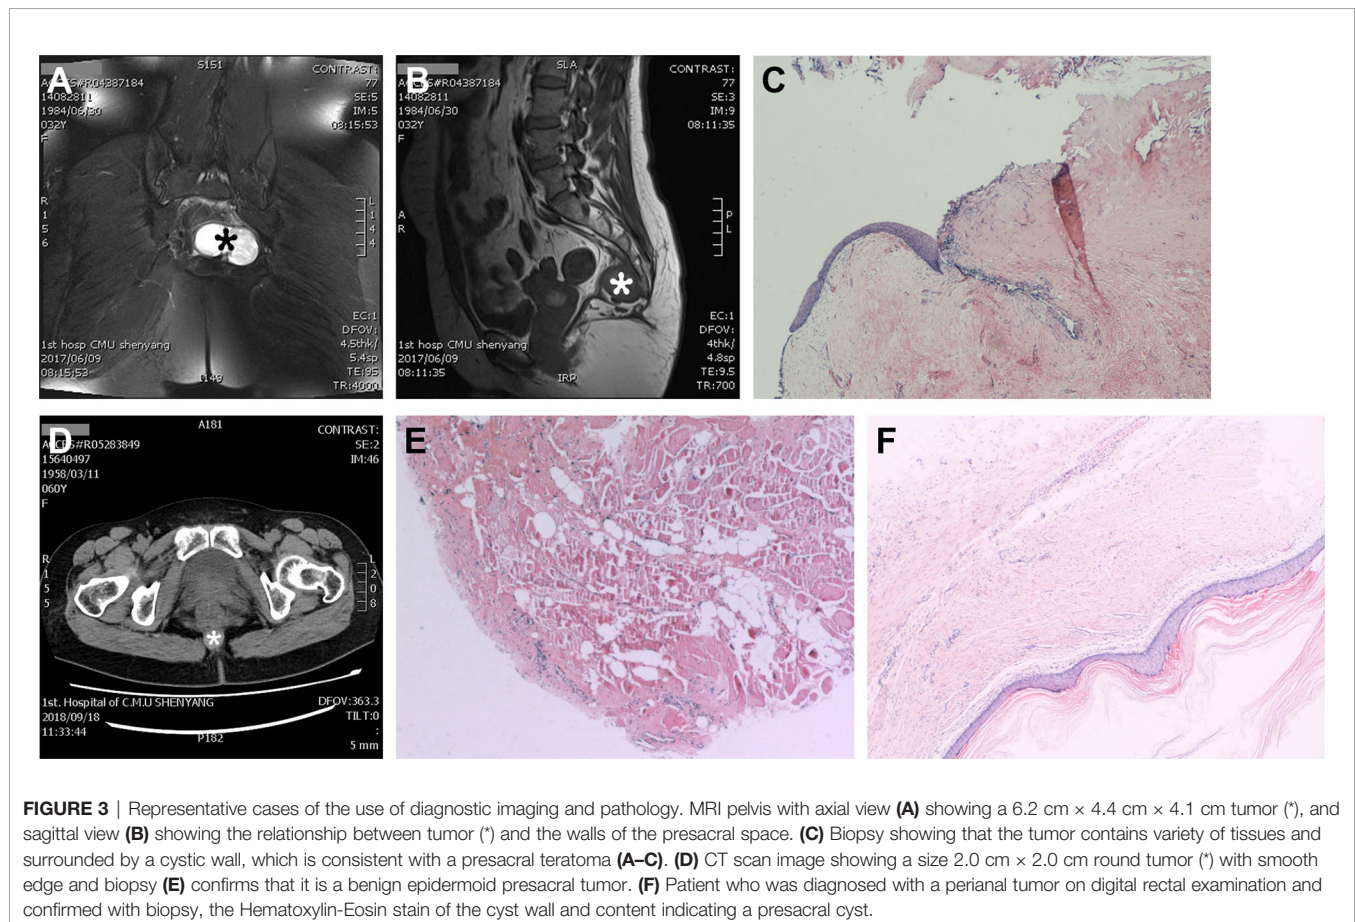 A
ACCES#R04387184
14082811
1984/06/30
032Y
F
S151
CONTRAST:
77
SE:5
IM:5
08:15:53
R
1
5
6
L
1
4
4
*
EC:1
DFOV:
4.5thk/
5.4sp
TE:95
TR:4000
1st hosp CMU shenyang
2017/06/09
08:15:53
I149
B
ACCES#R04387184
14082811
1984/06/30
032Y
F
SLA
CONTRAST:
77
SE:3
IM:9
08:11:35
A
R
P
L
*
EC:1
DFOV:
4thk/
4.8sp
TE:9.5
TR:700
1st hosp CMU shenyang
2017/06/09
08:11:35
IRP
C
D
ACCES#R05283849
15640497
1958/03/11
060Y
F
A181
CONTRAST:
SE:2
IM:46
R
1
5
5
L
2
0
8
*
1st. Hospital of C.M.U SHENYANG
2018/09/18
11:33:44
DFOV:363.3
TILT:0
:
5 mm
P182
E
F
FIGURE 3 | Representative cases of the use of diagnostic imaging and pathology. MRI pelvis with axial view (A) showing a 6.2 cm × 4.4 cm × 4.1 cm tumor (*), and
sagittal view (B) showing the relationship between tumor (*) and the walls of the presacral space. (C) Biopsy showing that the tumor contains variety of tissues and
surrounded by a cystic wall, which is consistent with a presacral teratoma (A–C). (D) CT scan image showing a size 2.0 cm × 2.0 cm round tumor (*) with smooth
edge and biopsy (E) confirms that it is a benign epidermoid presacral tumor. (F) Patient who was diagnosed with a perianal tumor on digital rectal examination and
confirmed with biopsy, the Hematoxylin-Eosin stain of the cyst wall and content indicating a presacral cyst.